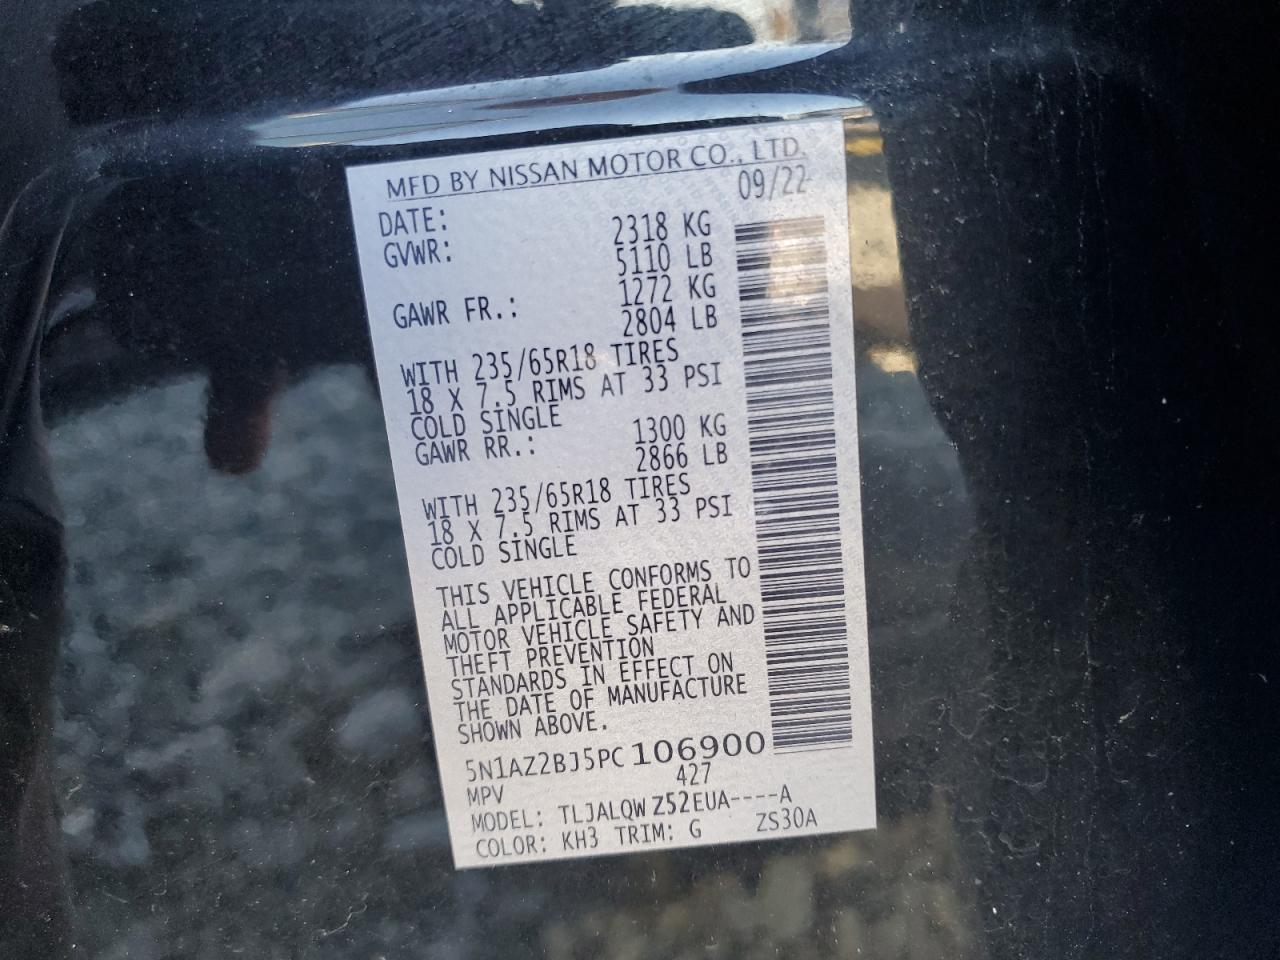 MFD BY NISSAN MOTOR CO., LTD.
DATE: 09/22
GVWR: 2318 KG
5110 LB
GAWR FR.: 1272 KG
2804 LB
WITH 235/65R18 TIRES
18 X 7.5 RIMS AT 33 PSI
COLD SINGLE
GAWR RR.: 1300 KG
2866 LB
WITH 235/65R18 TIRES
18 X 7.5 RIMS AT 33 PSI
COLD SINGLE
THIS VEHICLE CONFORMS TO
ALL APPLICABLE FEDERAL
MOTOR VEHICLE SAFETY AND
THEFT PREVENTION
STANDARDS IN EFFECT ON
THE DATE OF MANUFACTURE
SHOWN ABOVE.
5N1AZ2BJ5PC106900
MPV 427
MODEL: TLJALQW Z52EUA----A
COLOR: KH3 TRIM: G ZS30A